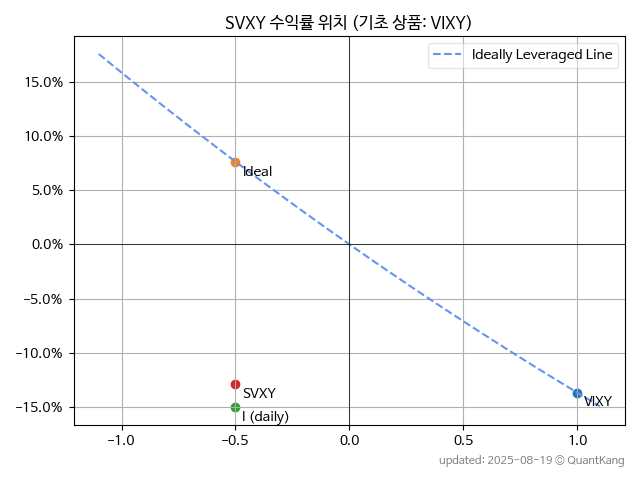 SVXY 수익률 위치 (기초 상품: VIXY)
Ideally Leveraged Line
15.0%
10.0%
5.0%
0.0%
−5.0%
−10.0%
−15.0%
Ideal
SVXY
I (daily)
VIXY
−1.0
−0.5
0.0
0.5
1.0
updated: 2025-08-19 © QuantKang